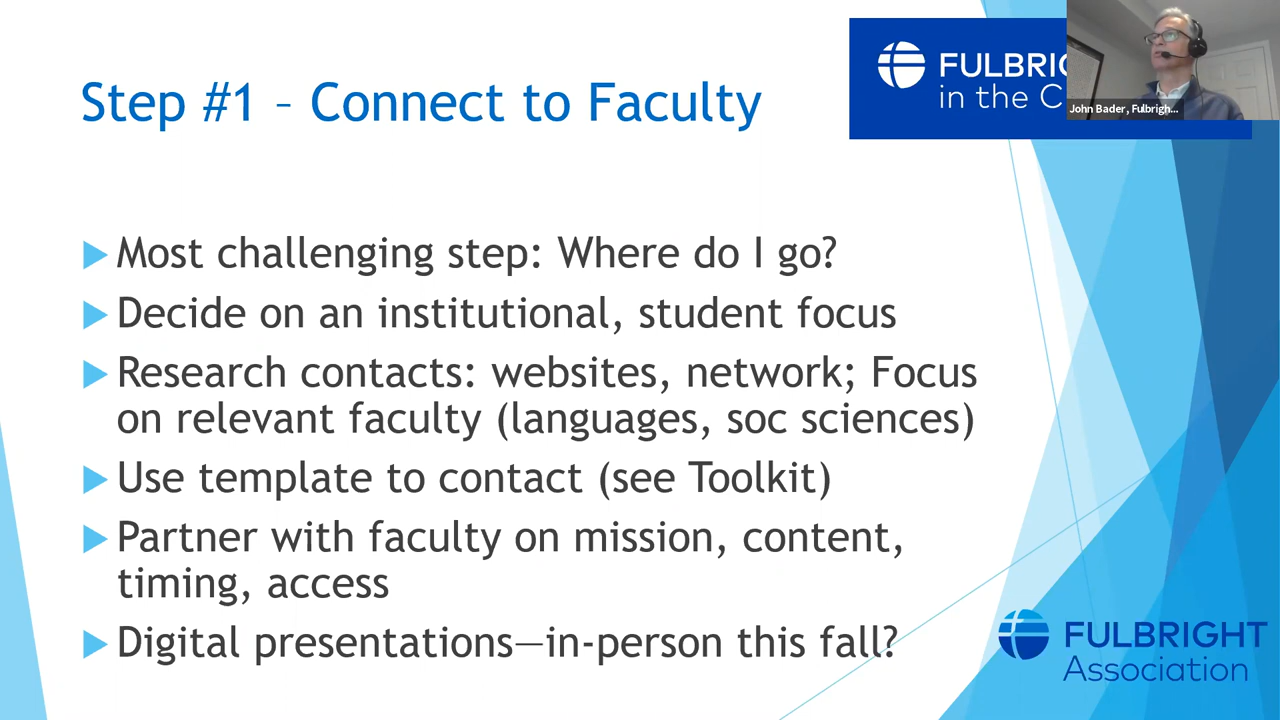 Step #1 – Connect to Faculty
FULBRIG
in the C
John Bader, Fulbrigh...
Most challenging step: Where do I go?
Decide on an institutional, student focus
Research contacts: websites, network; Focus
on relevant faculty (languages, soc sciences)
Use template to contact (see Toolkit)
Partner with faculty on mission, content,
timing, access
Digital presentations—in-person this fall?
FULBRIGHT
Association